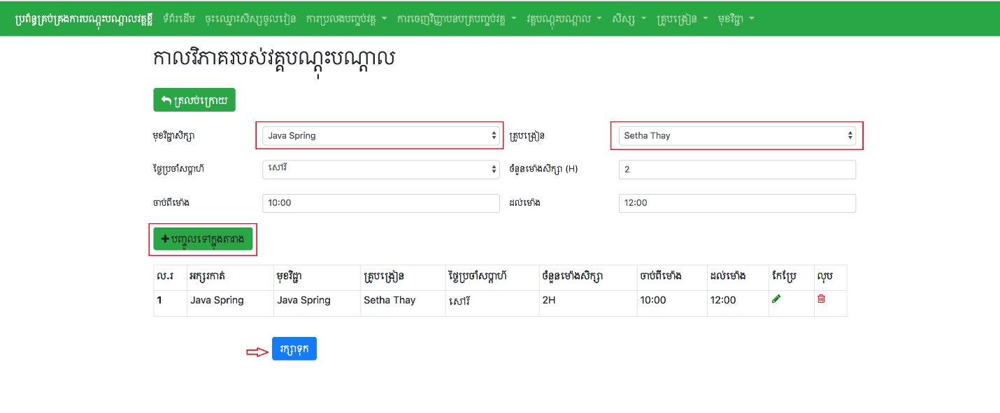 ប្រព័ន្ធគ្រប់គ្រងការបណ្តុះបណ្តាលវគ្គខ្លី ទំព័រដើម ចុះឈ្មោះសិស្សចូលរៀន ការប្រលងបញ្ចប់វគ្គ ការចេញវិញ្ញាបនបត្របញ្ចប់វគ្គ វគ្គបណ្តុះបណ្តាល សិស្ស គ្រូបង្រៀន មុខវិជ្ជា
កាលវិភាគរបស់វគ្គបណ្តុះបណ្តាល
ត្រលប់ក្រោយ
មុខវិជ្ជាសិក្សា Java Spring គ្រូបង្រៀន Setha Thay
ថ្ងៃប្រចាំសប្តាហ៍ សៅរ៍ ចំនួនម៉ោងសិក្សា (H) 2
ចាប់ពីម៉ោង 10:00 ដល់ម៉ោង 12:00
បញ្ចូលទៅក្នុងតារាង
ល.រ អក្សរកាត់ មុខវិជ្ជា គ្រូបង្រៀន ថ្ងៃប្រចាំសប្តាហ៍ ចំនួនម៉ោងសិក្សា ចាប់ពីម៉ោង ដល់ម៉ោង កែប្រែ លុប
1 Java Spring Java Spring Setha Thay សៅរ៍ 2H 10:00 12:00
រក្សាទុក